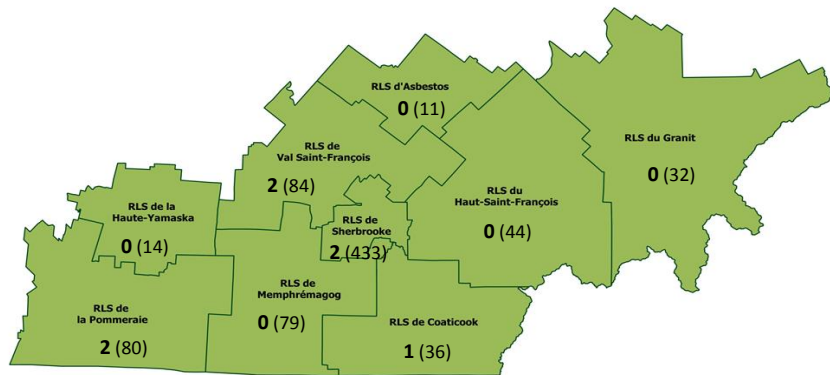 RLS d'Asbestos
0 (11)
RLS du Granit
0 (32)
RLS de
Val Saint-François
2 (84)
RLS du
Haut-Saint-François
0 (44)
RLS de la
Haute-Yamaska
0 (14)
RLS de
Sherbrooke
2 (433)
RLS de
Memphrémagog
0 (79)
RLS de
la Pommeraie
2 (80)
RLS de Coaticook
1 (36)